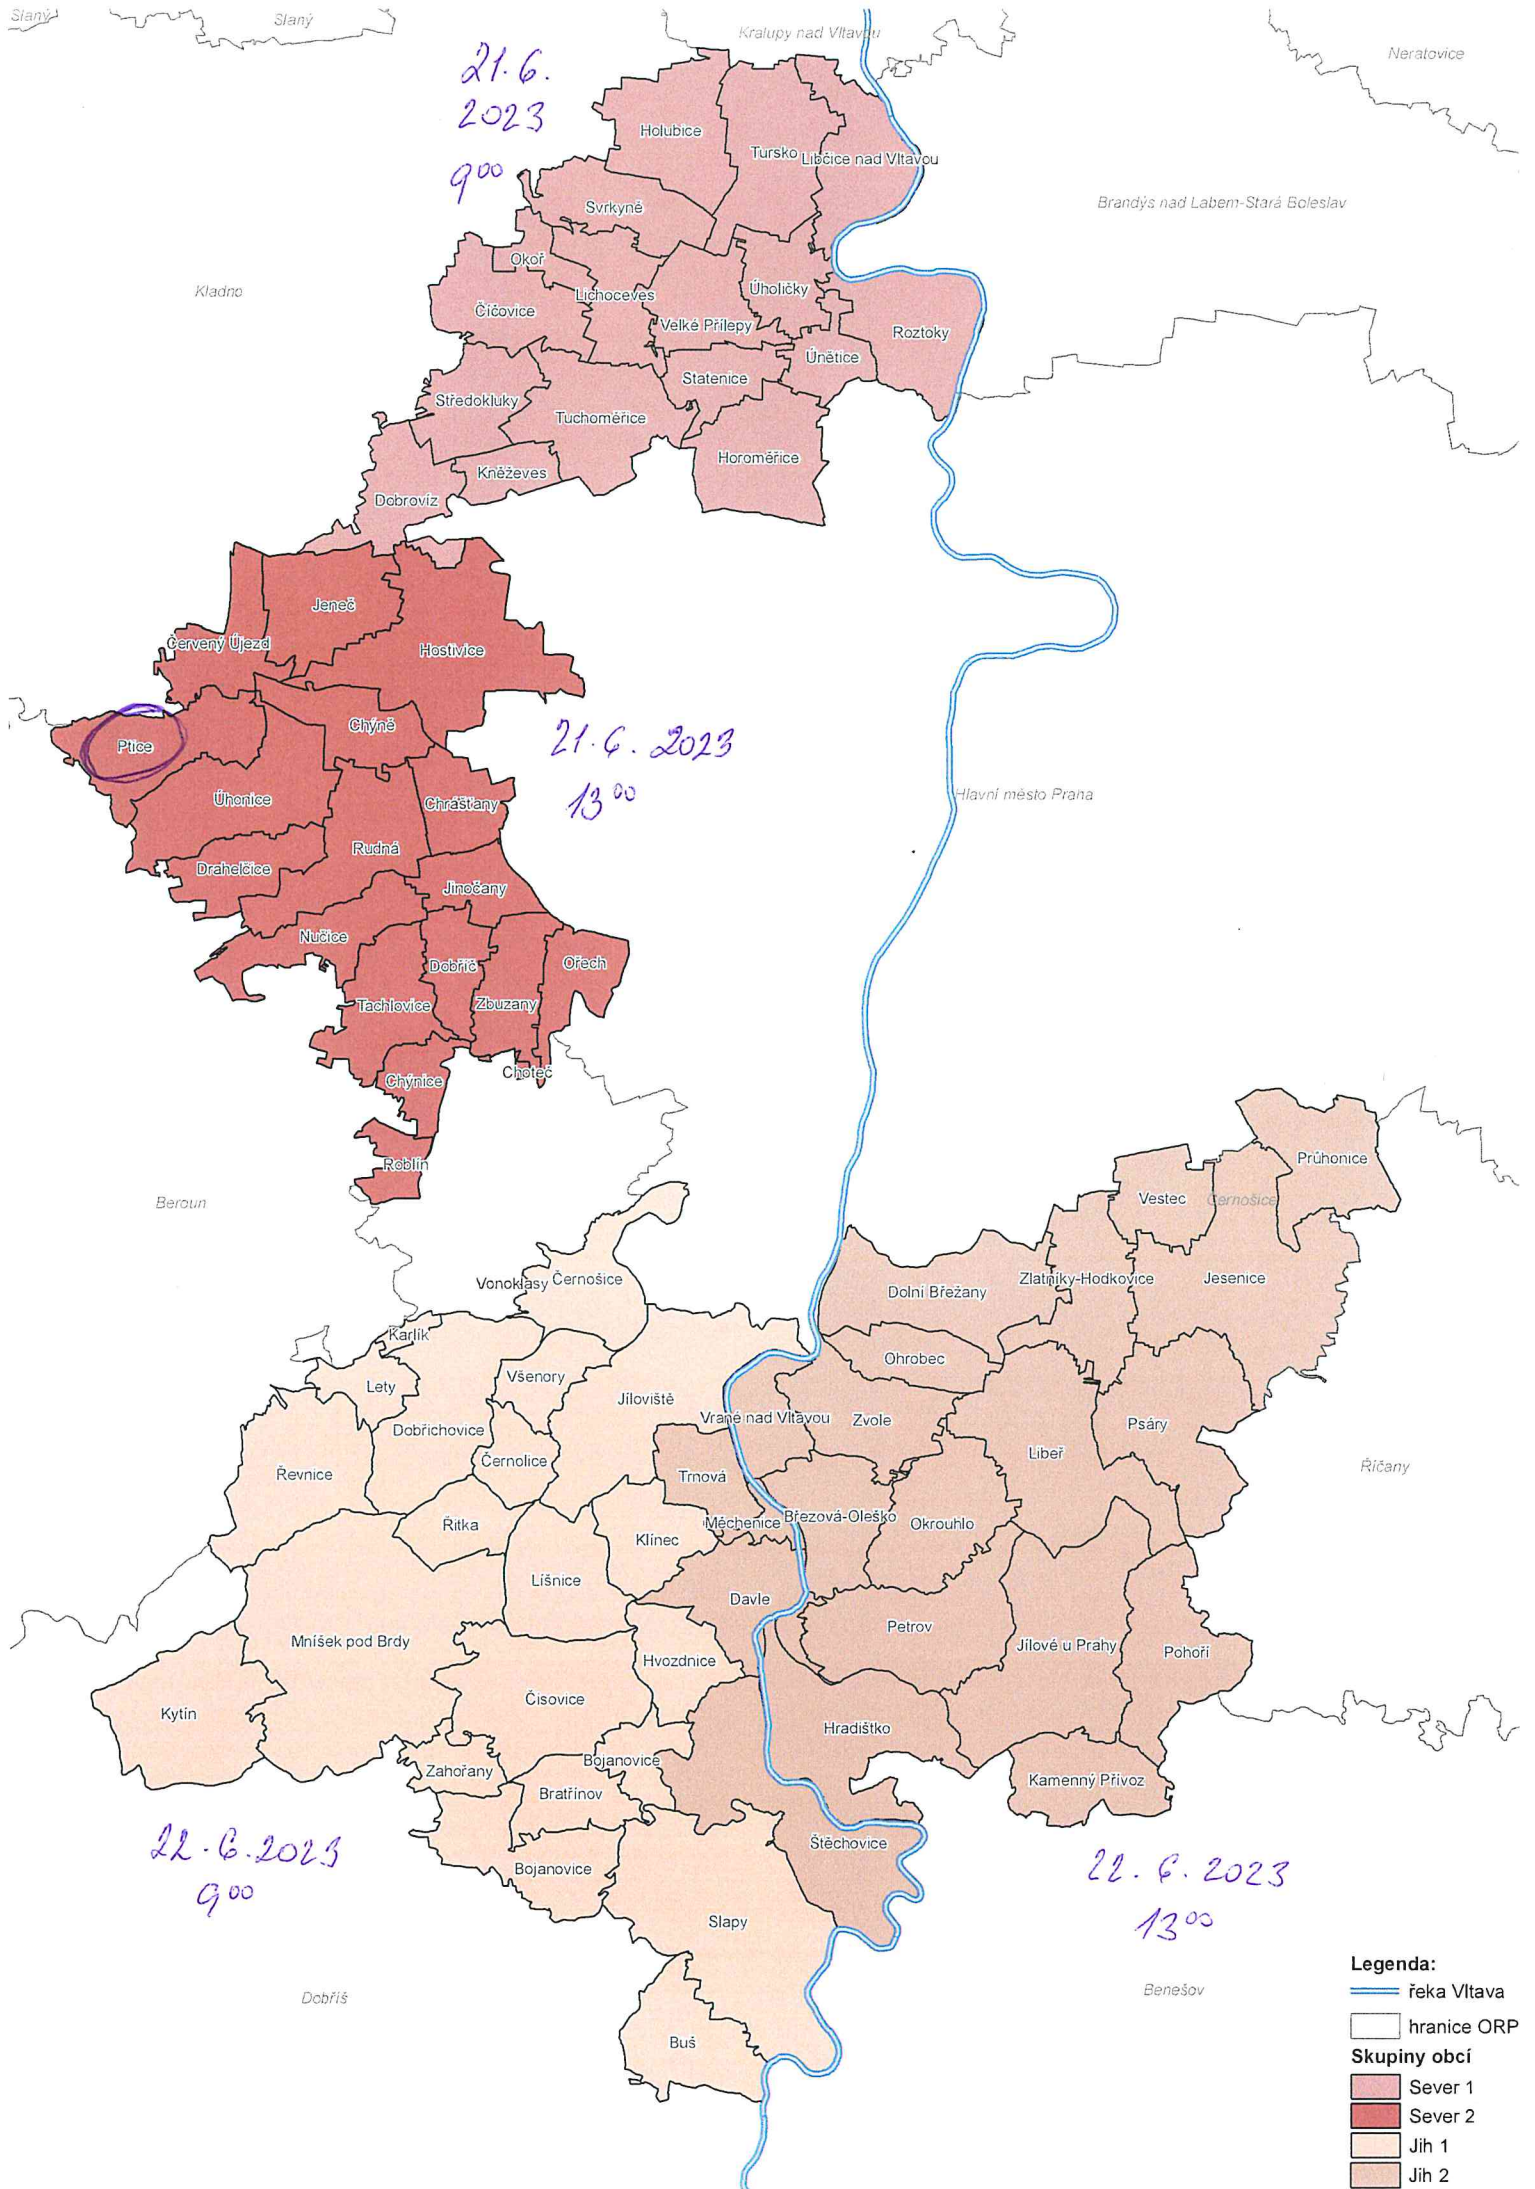 Slaný
Slaný
Kralupy nad Vltavou
Neratovice
21.6.
2023
9⁰⁰
Holubice
Tursko
Libčice nad Vltavou
Brandýs nad Labem-Stará Boleslav
Svrkyně
Okoř
Kladno
Lichoceves
Úholičky
Číčovice
Velké Přílepy
Roztoky
Únětice
Statenice
Středokluky
Tuchoměřice
Horoměřice
Kněževes
Dobrovíz
Jeneč
Červený Újezd
Hostivice
Chýně
Ptice
21.6.2023
13⁰⁰
Hlavní město Praha
Úhonice
Chrášťany
Rudná
Drahelčice
Jinočany
Nučice
Dobříč
Ořech
Tachlovice
Zbuzany
Choteč
Chýnice
Roblín
Beroun
Průhonice
Vestec
Černošice
Vonoklasy
Černošice
Zlatníky-Hodkovice
Jesenice
Dolní Břežany
Karlík
Ohrobec
Všenory
Lety
Jíloviště
Vrané nad Vltavou
Zvole
Psáry
Dobřichovice
Libeř
Černolice
Řevnice
Trnová
Říčany
Řitka
Měchenice
Březová-Oleško
Okrouhlo
Klínec
Líšnice
Davle
Petrov
Mníšek pod Brdy
Jílové u Prahy
Pohoří
Hvozdnice
Čisovice
Kytín
Hradištko
Bojanovice
Zahořany
Kamenný Přívoz
Bratřínov
Štěchovice
22.6.2023
9⁰⁰
Bojanovice
22.6.2023
13⁰⁰
Slapy
Dobříš
Benešov
Buš
Legenda:
řeka Vltava
hranice ORP
Skupiny obcí
Sever 1
Sever 2
Jih 1
Jih 2